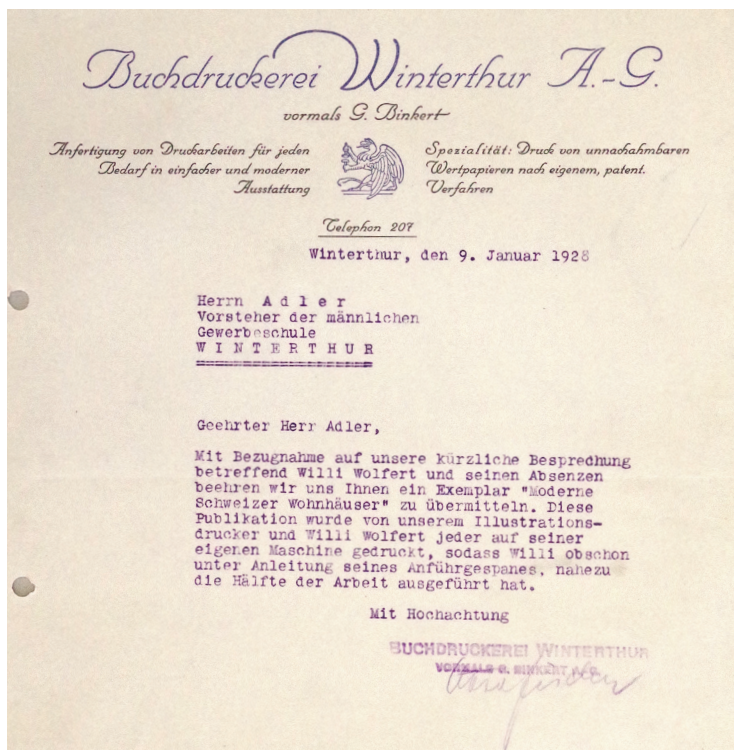 Buchdruckerei Winterthur A.-G.
vormals G. Binkert
Anfertigung von Druckarbeiten für jeden
Bedarf in einfacher und moderner
Ausstattung
Spezialität: Druck von unnachahmbaren
Wertpapieren nach eigenem, patent.
Verfahren
Telephon 207
Winterthur, den 9. Januar 1928
Herrn A d l e r
Vorsteher der männlichen
Gewerbeschule
W I N T E R T H U R
Geehrter Herr Adler,
Mit Bezugnahme auf unsere kürzliche Besprechung
betreffend Willi Wolfert und seinen Absenzen
beehren wir uns Ihnen ein Exemplar "Moderne
Schweizer Wohnhäuser" zu übermitteln. Diese
Publikation wurde von unserem Illustrations-
drucker und Willi Wolfert jeder auf seiner
eigenen Maschine gedruckt, sodass Willi obschon
unter Anleitung seines Anführgespanes, nahezu
die Hälfte der Arbeit ausgeführt hat.
Mit Hochachtung
BUCHDRUCKEREI WINTERTHUR
VORMALS G. BINKERT A.G.